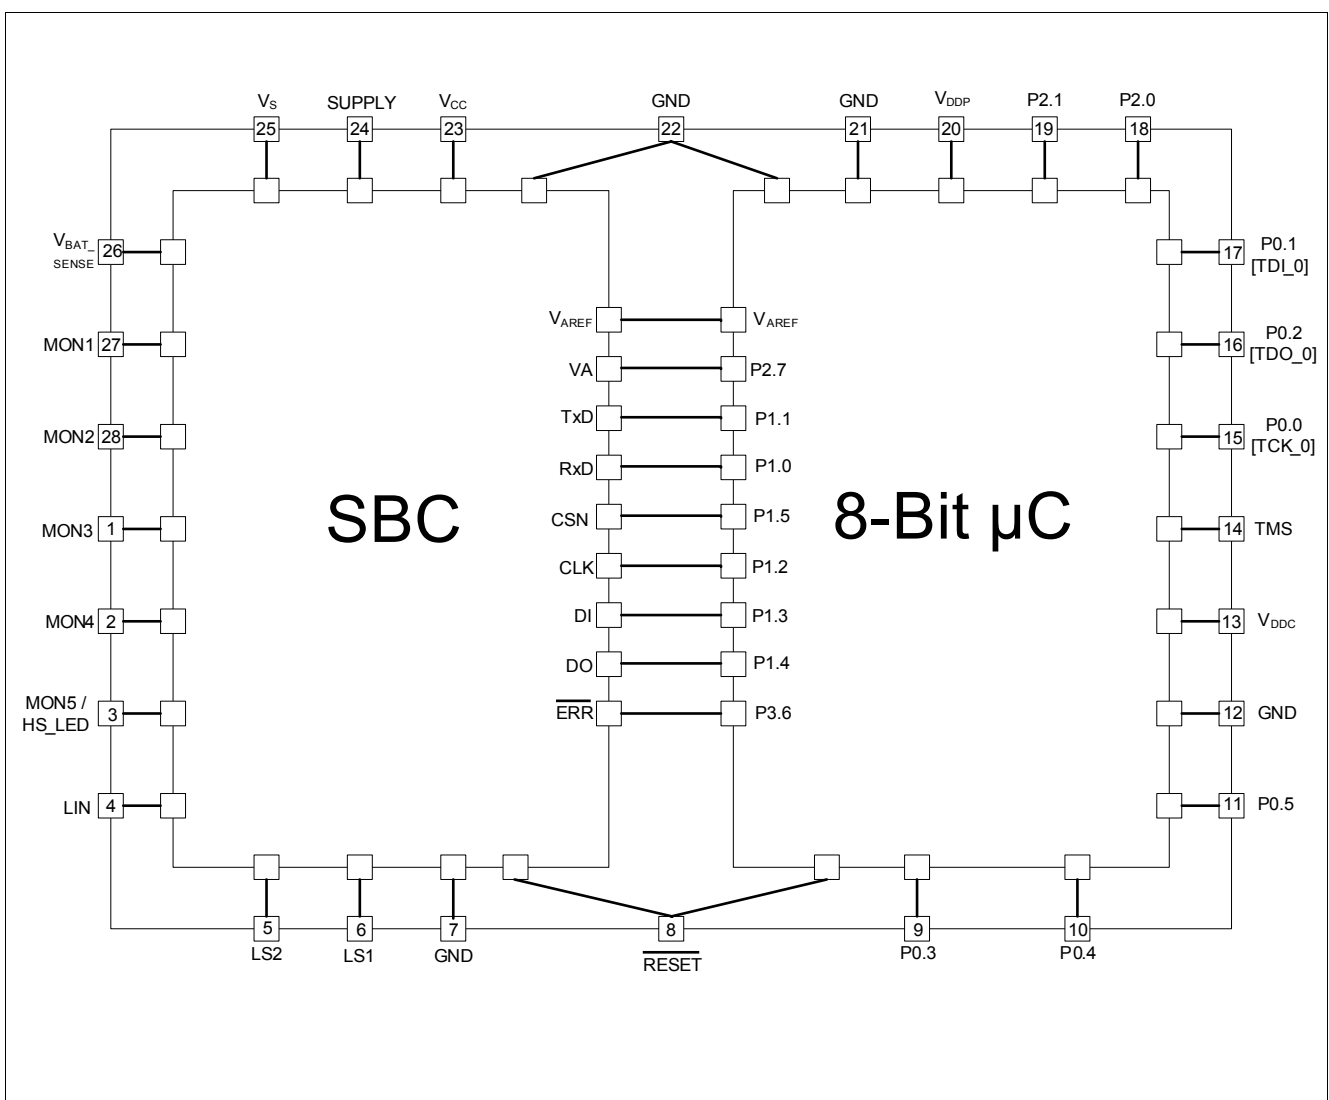 VS SUPPLY VCC GND GND VDDP P2.1 P2.0
25 24 23 22 21 20 19 18
VBAT_
SENSE
26
17
P0.1
[TDI_0]
VAREF VAREF
MON1 27
16
P0.2
[TDO_0]
VA P2.7
TxD P1.1
MON2 28
15
P0.0
[TCK_0]
RxD P1.0
SBC
8-Bit µC
CSN P1.5
MON3 1
14 TMS
CLK P1.2
DI P1.3
MON4 2
13 VDDC
DO P1.4
MON5 /
HS_LED
3
ERR P3.6
12 GND
LIN 4
11 P0.5
5 6 7 8 9 10
LS2 LS1 GND RESET P0.3 P0.4